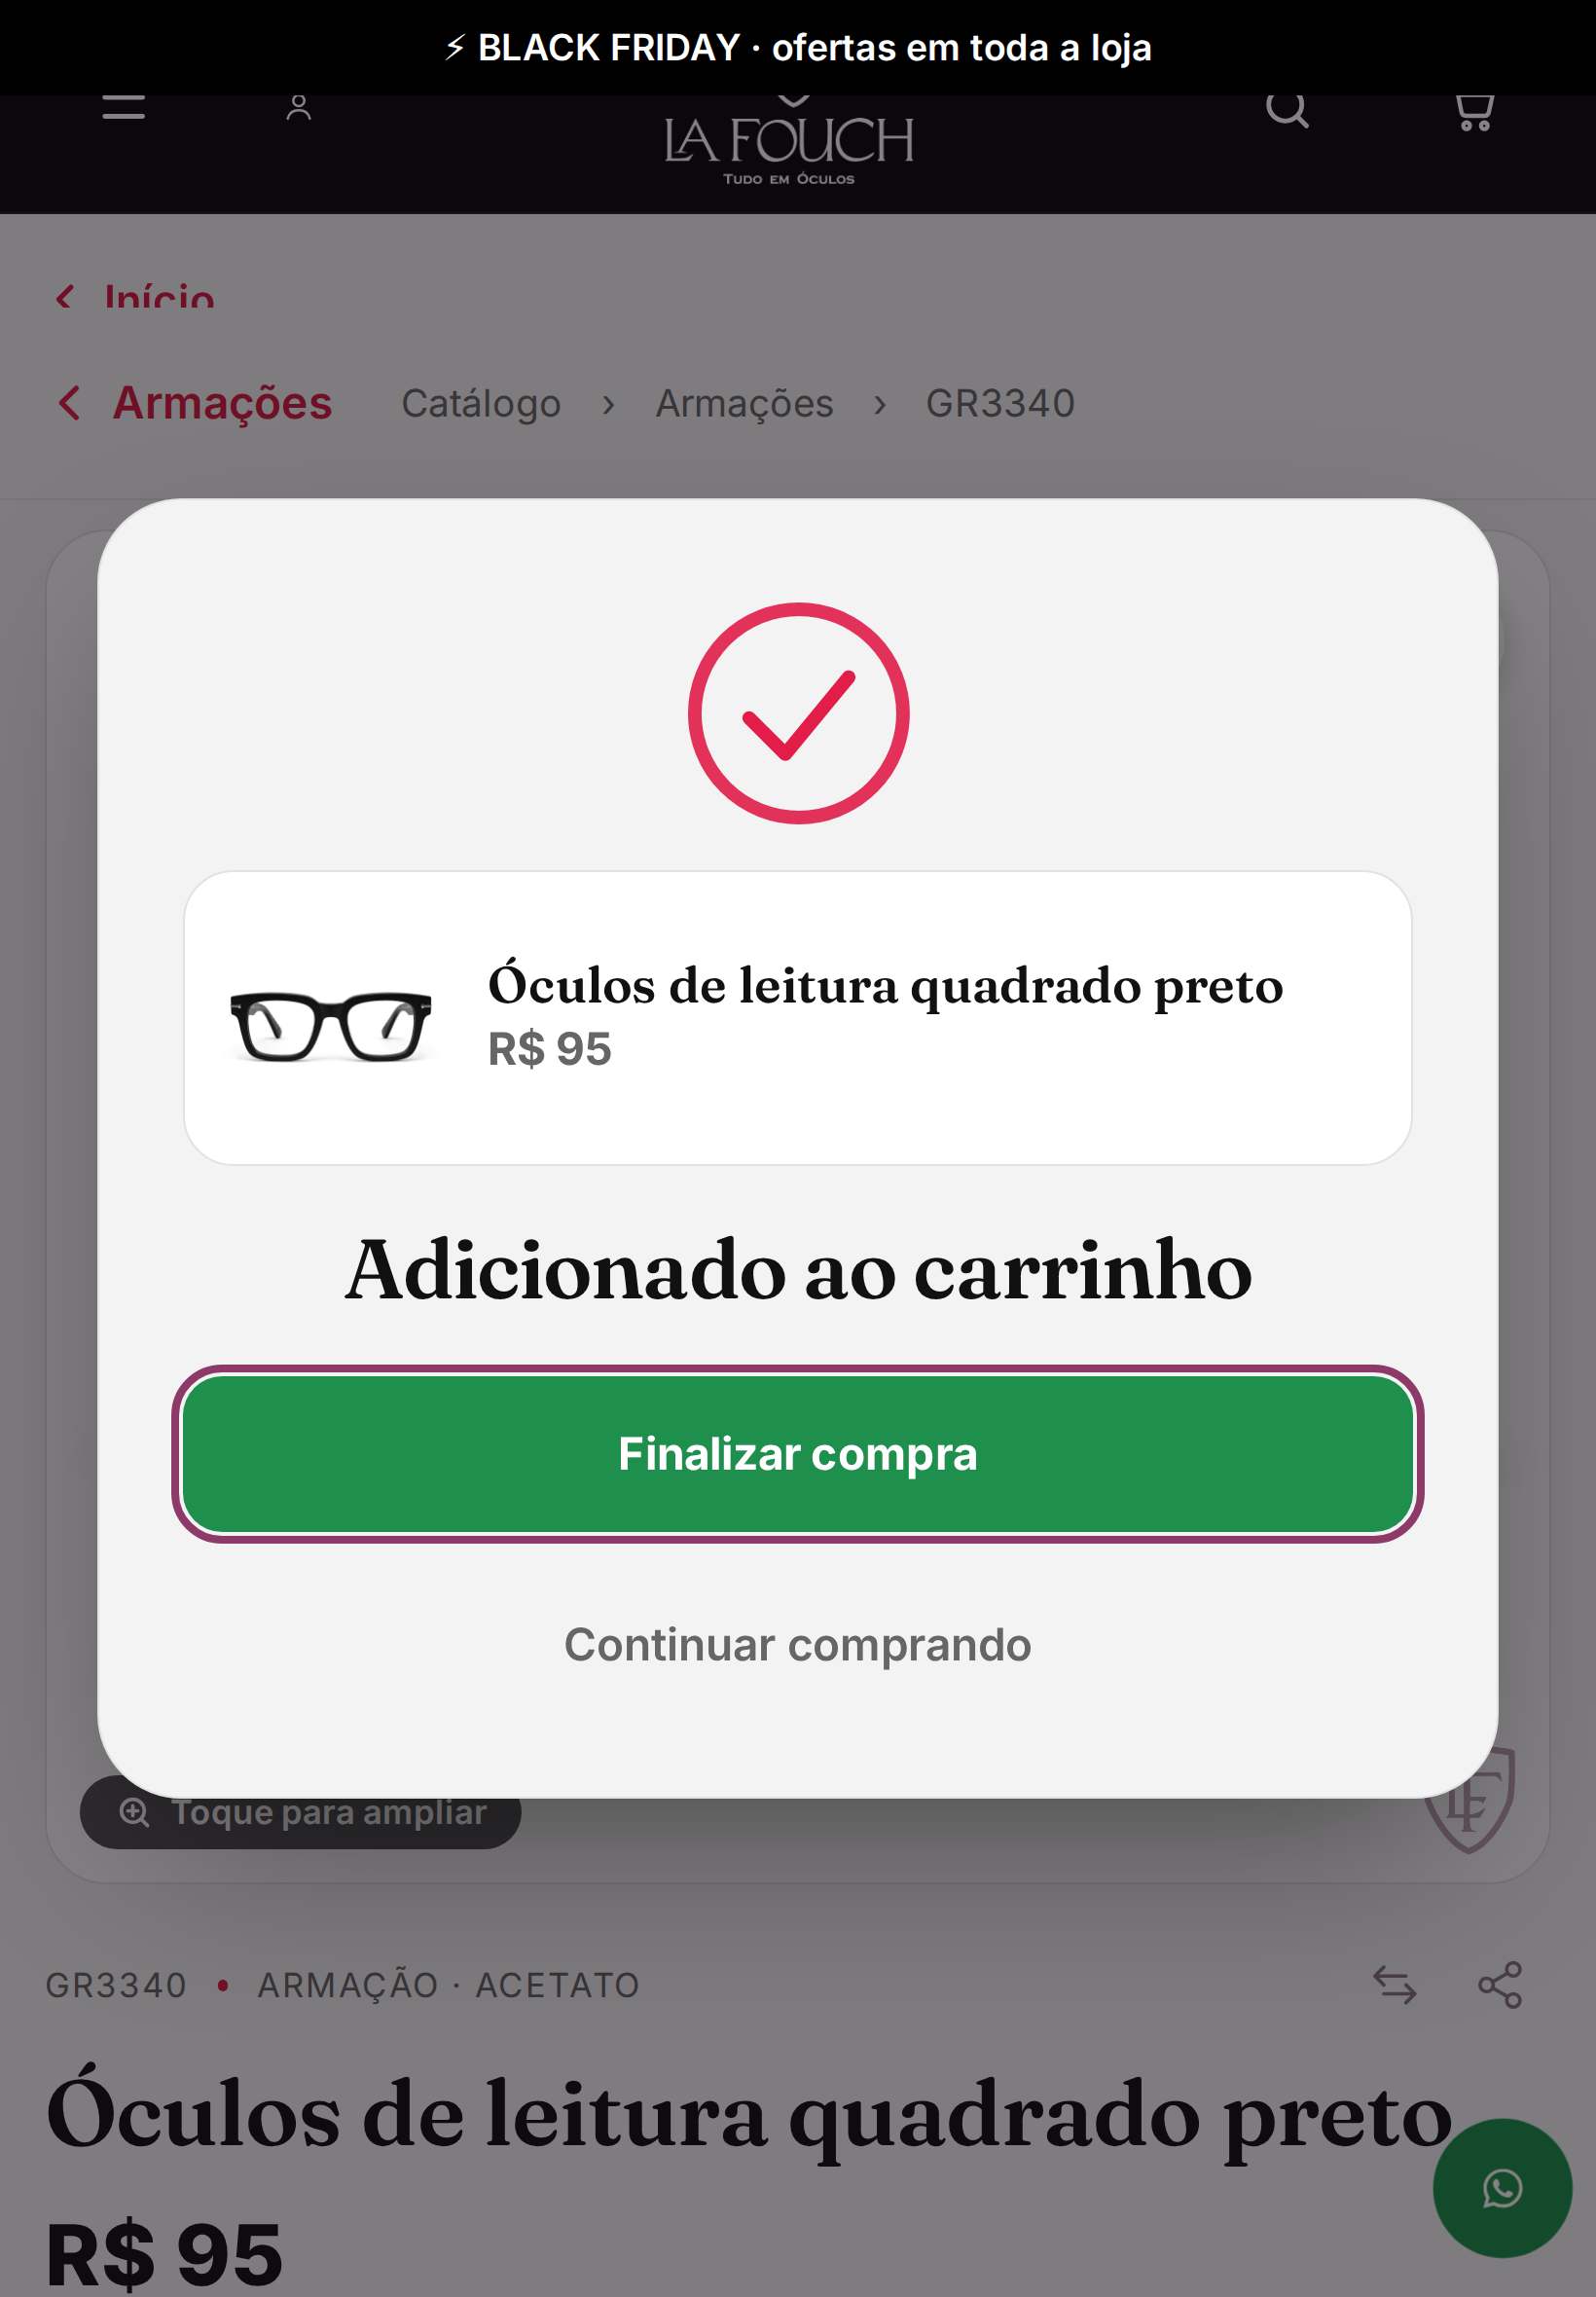 ⚡ BLACK FRIDAY · ofertas em toda a loja
LA FOUCH
TUDO EM ÓCULOS
Início
Armações Catálogo › Armações › GR3340
Óculos de leitura quadrado preto
R$ 95
Adicionado ao carrinho
Finalizar compra
Continuar comprando
Toque para ampliar
LF
GR3340 • ARMAÇÃO · ACETATO
Óculos de leitura quadrado preto
R$ 95